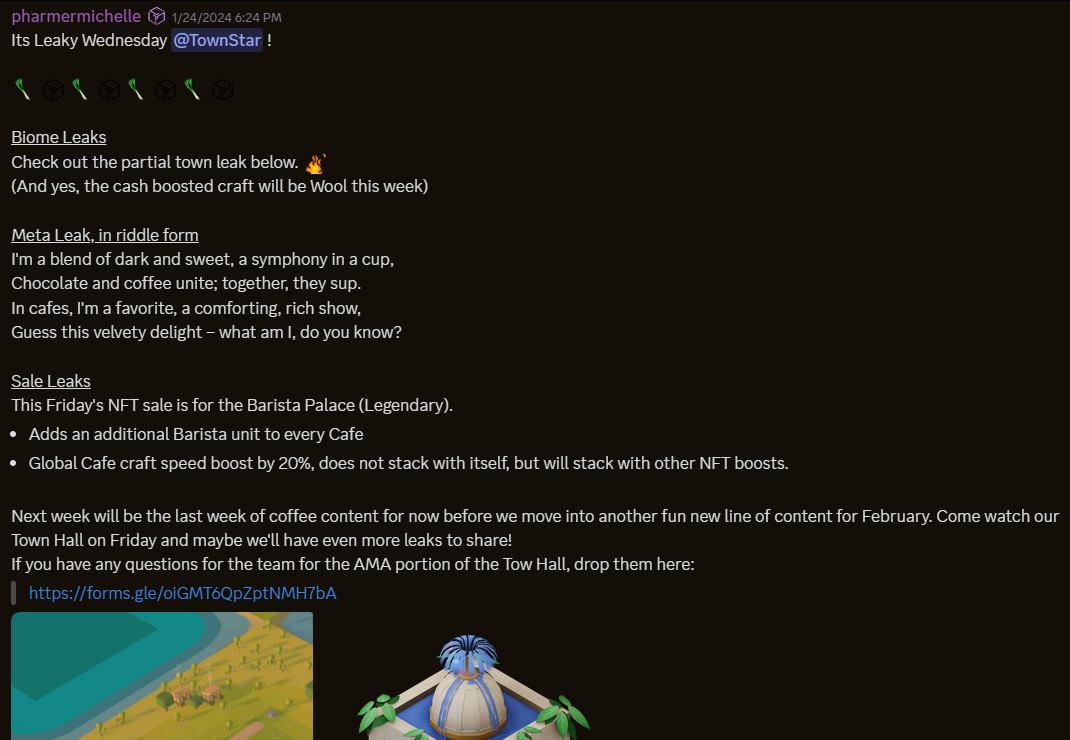 pharmermichelle 1/24/2024 6:24 PM
Its Leaky Wednesday @TownStar !
Biome Leaks
Check out the partial town leak below.
(And yes, the cash boosted craft will be Wool this week)
Meta Leak, in riddle form
I'm a blend of dark and sweet, a symphony in a cup,
Chocolate and coffee unite; together, they sup.
In cafes, I'm a favorite, a comforting, rich show,
Guess this velvety delight – what am I, do you know?
Sale Leaks
This Friday's NFT sale is for the Barista Palace (Legendary).
• Adds an additional Barista unit to every Cafe
• Global Cafe craft speed boost by 20%, does not stack with itself, but will stack with other NFT boosts.
Next week will be the last week of coffee content for now before we move into another fun new line of content for February. Come watch our
Town Hall on Friday and maybe we'll have even more leaks to share!
If you have any questions for the team for the AMA portion of the Tow Hall, drop them here:
https://forms.gle/oiGMT6QpZptNMH7bA